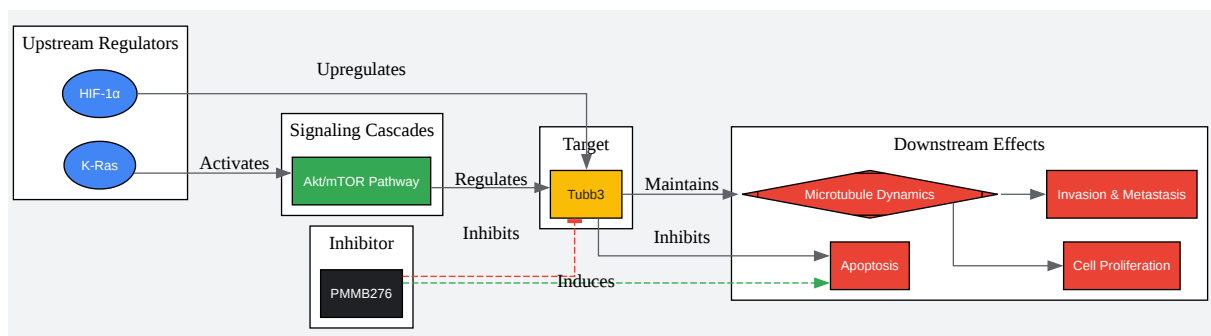 Upstream Regulators
HIF-1α
K-Ras
Upregulates
Activates
Signaling Cascades
Akt/mTOR Pathway
Regulates
Inhibits
Inhibitor
PMMB276
Target
Tubb3
Maintains
Inhibits
Induces
Downstream Effects
Microtubule Dynamics
Invasion & Metastasis
Apoptosis
Cell Proliferation